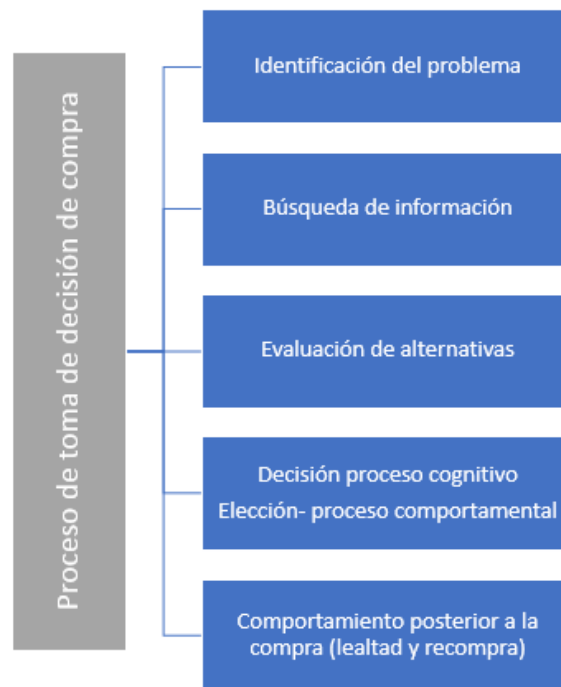 Proceso de toma de decisión de compra
Identificación del problema
Búsqueda de información
Evaluación de alternativas
Decisión proceso cognitivo
Elección- proceso comportamental
Comportamiento posterior a la
compra (lealtad y recompra)